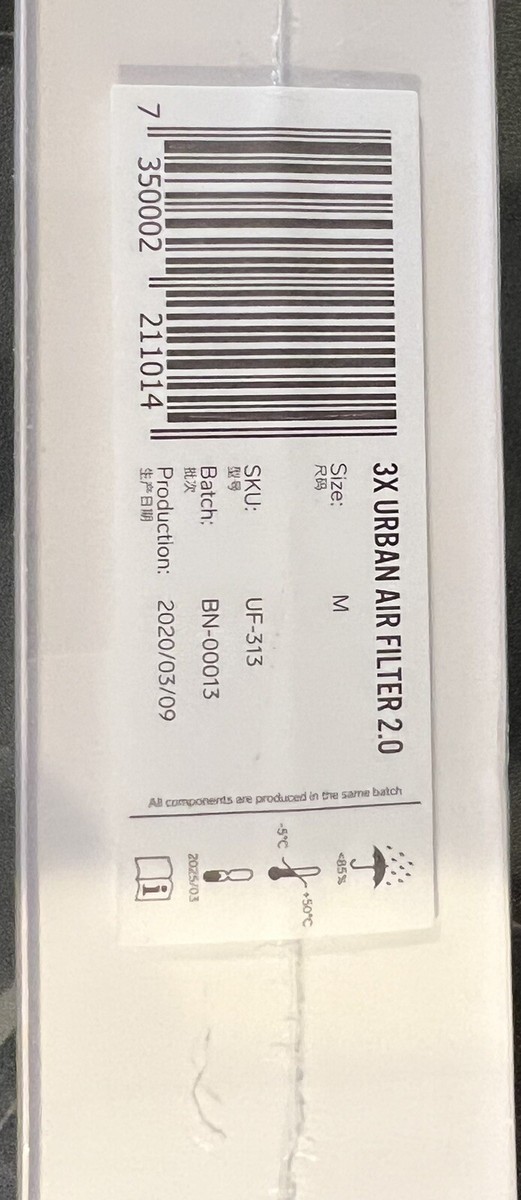 3X URBAN AIR FILTER 2.0
Size: M
尺码
SKU: UF-313
型号
Batch: BN-00013
批次
Production: 2020/03/09
生产日期
7 350002 211014
All components are produced in the same batch
<85%
-5°C +50°C
2025/03
i